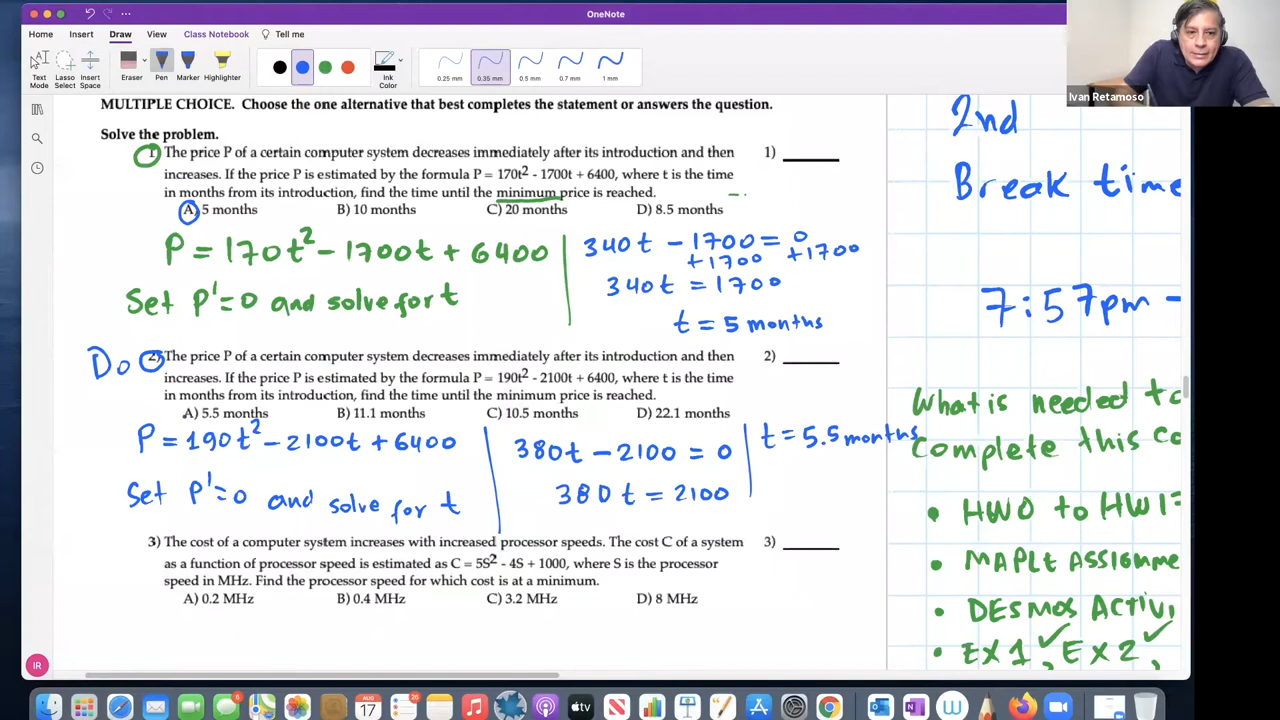 OneNote
Home Insert Draw View Class Notebook Tell me
Text Mode
Lasso Select
Insert Space
Eraser
Pen
Marker
Highlighter
Ink Color
0.25 mm
0.35 mm
0.5 mm
0.7 mm
1 mm
Ivan Retamoso
MULTIPLE CHOICE. Choose the one alternative that best completes the statement or answers the question.
Solve the problem.
1) The price P of a certain computer system decreases immediately after its introduction and then 1)
increases. If the price P is estimated by the formula P = 170t² - 1700t + 6400, where t is the time
in months from its introduction, find the time until the minimum price is reached.
A) 5 months B) 10 months C) 20 months D) 8.5 months
P = 170t² - 1700t + 6400
Set P' = 0 and solve for t
340t - 1700 = 0
+1700 +1700
340t = 1700
t = 5 months
Do 2) The price P of a certain computer system decreases immediately after its introduction and then 2)
increases. If the price P is estimated by the formula P = 190t² - 2100t + 6400, where t is the time
in months from its introduction, find the time until the minimum price is reached.
A) 5.5 months B) 11.1 months C) 10.5 months D) 22.1 months
P = 190t² - 2100t + 6400
Set P' = 0 and solve for t
380t - 2100 = 0
380t = 2100
t = 5.5 months
3) The cost of a computer system increases with increased processor speeds. The cost C of a system 3)
as a function of processor speed is estimated as C = 5S² - 4S + 1000, where S is the processor
speed in MHz. Find the processor speed for which cost is at a minimum.
A) 0.2 MHz B) 0.4 MHz C) 3.2 MHz D) 8 MHz
2nd
Break time
7:57pm -
What is needed to
complete this co
• HW0 to HW1
• MAPLE ASSIGNME
• DESMOS ACTIVI
• EX1, EX2,
IR
6
AUG
17
26
tv